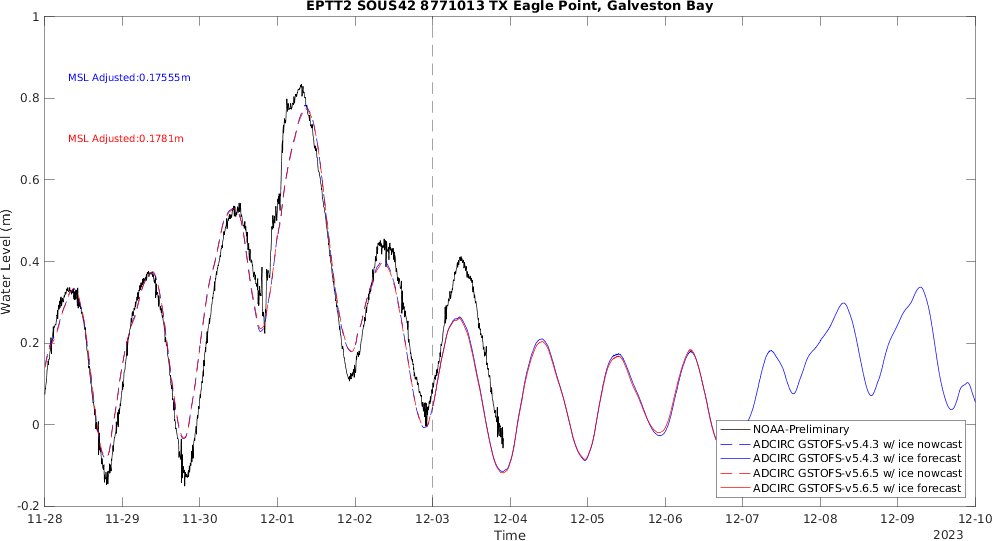 EPTT2 SOUS42 8771013 TX Eagle Point, Galveston Bay
1
0.8
0.6
0.4
0.2
0
-0.2
Water Level (m)
MSL Adjusted:0.17555m
MSL Adjusted:0.1781m
NOAA-Preliminary
ADCIRC GSTOFS-v5.4.3 w/ ice nowcast
ADCIRC GSTOFS-v5.4.3 w/ ice forecast
ADCIRC GSTOFS-v5.6.5 w/ ice nowcast
ADCIRC GSTOFS-v5.6.5 w/ ice forecast
11-28 11-29 11-30 12-01 12-02 12-03 12-04 12-05 12-06 12-07 12-08 12-09 12-10
Time
2023